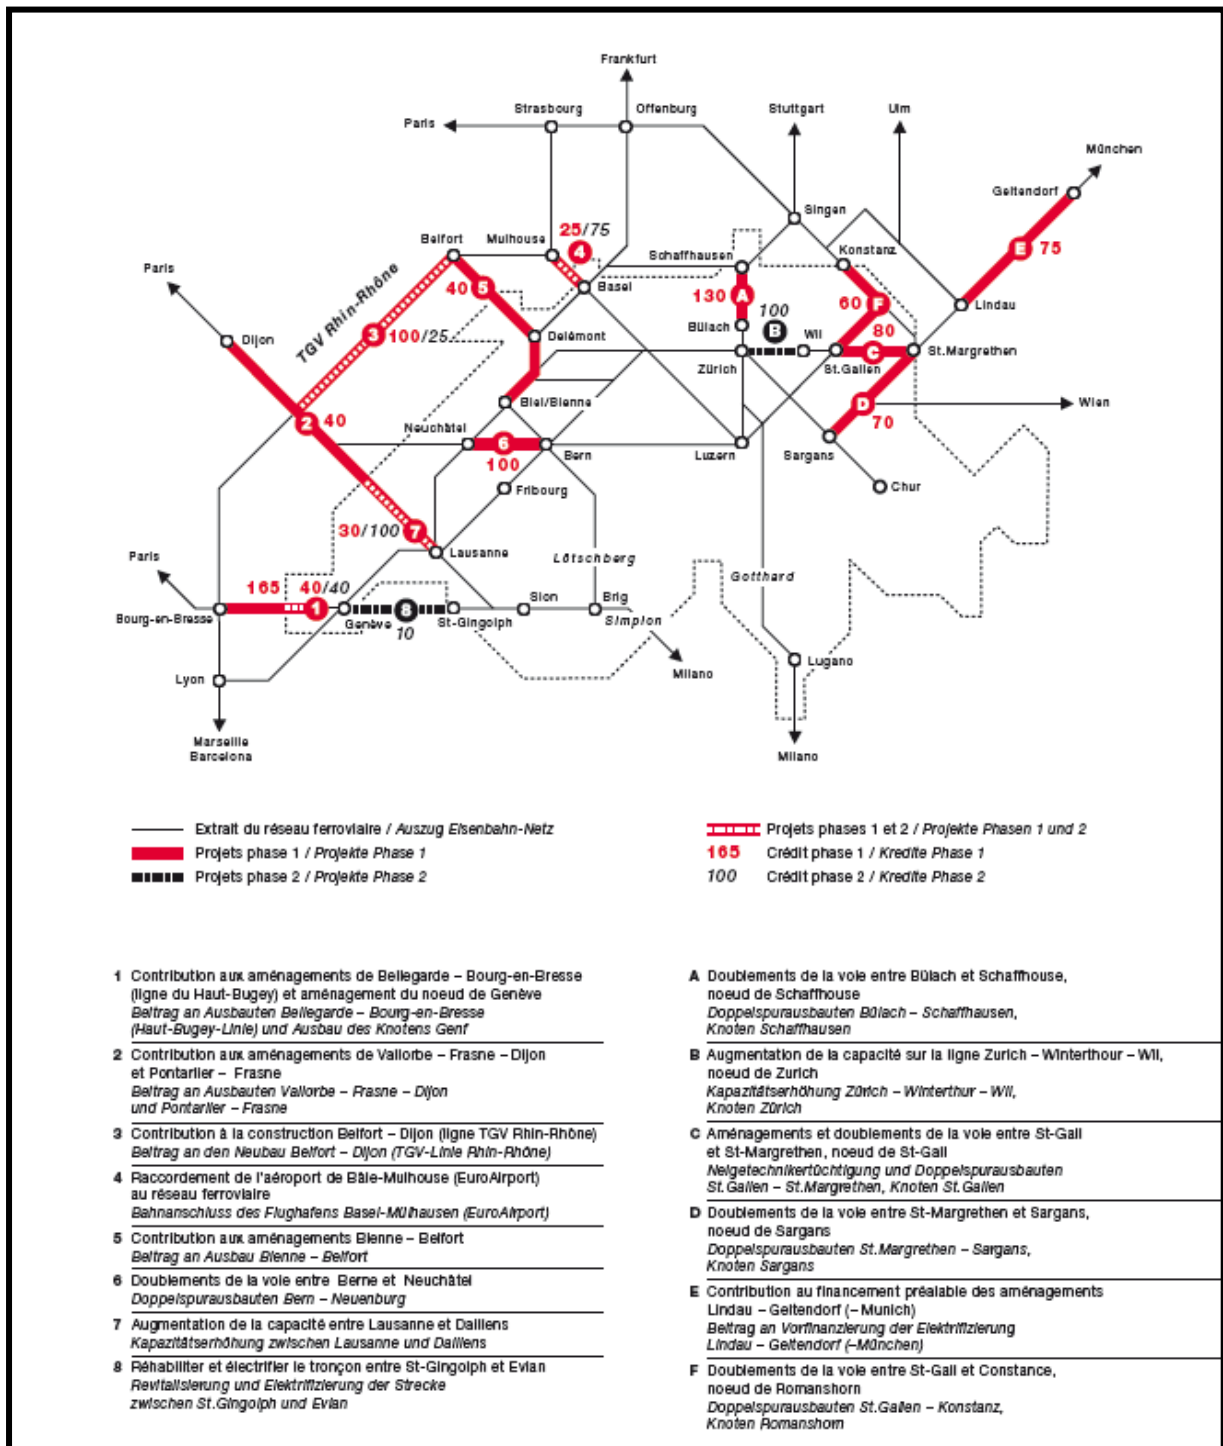 Frankfurt
Strasbourg
Offenburg
Stuttgart
Ulm
Paris
München
Geltendorf
Singen
Belfort
Mulhouse
25/75
4
Schaffhausen
Konstanz
E
75
Paris
TGV Rhin-Rhône
40
5
Basel
130
A
60
F
Lindau
100
B
Bülach
80
3
100/25
Dijon
Delémont
Wil
Zürich
St.Gallen
C
St.Margrethen
Biel/Bienne
D
Wien
2
40
Neuchâtel
70
6
Bern
Luzern
Sargans
100
Fribourg
Chur
30/100
7
Lausanne
Paris
Lötschberg
Gotthard
165
40/40
Sion
Brig
1
8
Bourg-en-Bresse
Genève
10
St-Gingolph
Simplon
Lugano
Lyon
Milano
Marseille
Barcelona
Milano
Extrait du réseau ferroviaire / Auszug Eisenbahn-Netz
Projets phase 1 / Projekte Phase 1
Projets phase 2 / Projekte Phase 2
Projets phases 1 et 2 / Projekte Phasen 1 und 2
165 Crédit phase 1 / Kredite Phase 1
100 Crédit phase 2 / Kredite Phase 2
1 Contribution aux aménagements de Bellegarde – Bourg-en-Bresse
(ligne du Haut-Bugey) et aménagement du noeud de Genève
Beitrag an Ausbauten Bellegarde – Bourg-en-Bresse
(Haut-Bugey-Linie) und Ausbau des Knotens Genf
2 Contribution aux aménagements de Vallorbe – Frasne – Dijon
et Pontarlier – Frasne
Beitrag an Ausbauten Vallorbe – Frasne – Dijon
und Pontarlier – Frasne
3 Contribution à la construction Belfort – Dijon (ligne TGV Rhin-Rhône)
Beitrag an den Neubau Belfort – Dijon (TGV-Linie Rhin-Rhône)
4 Raccordement de l'aéroport de Bâle-Mulhouse (EuroAirport)
au réseau ferroviaire
Bahnanschluss des Flughafens Basel-Mülhausen (EuroAirport)
5 Contribution aux aménagements Bienne – Belfort
Beitrag an Ausbau Bienne – Belfort
6 Doublements de la voie entre Berne et Neuchâtel
Doppelspurausbauten Bern – Neuenburg
7 Augmentation de la capacité entre Lausanne et Daillens
Kapazitätserhöhung zwischen Lausanne und Daillens
8 Réhabiliter et électrifier le tronçon entre St-Gingolph et Evian
Revitalisierung und Elektrifizierung der Strecke
zwischen St.Gingolph und Evian
A Doublements de la voie entre Bülach et Schaffhouse,
noeud de Schaffhouse
Doppelspurausbauten Bülach – Schaffhausen,
Knoten Schaffhausen
B Augmentation de la capacité sur la ligne Zurich – Winterthour – Wil,
noeud de Zurich
Kapazitätserhöhung Zürich – Winterthur – Wil,
Knoten Zürich
C Aménagements et doublements de la voie entre St-Gall
et St-Margrethen, noeud de St-Gall
Neigetechnikertüchtigung und Doppelspurausbauten
St.Gallen – St.Margrethen, Knoten St.Gallen
D Doublements de la voie entre St-Margrethen et Sargans,
noeud de Sargans
Doppelspurausbauten St.Margrethen – Sargans,
Knoten Sargans
E Contribution au financement préalable des aménagements
Lindau – Geltendorf (– Munich)
Beitrag an Vorfinanzierung der Elektrifizierung
Lindau – Geltendorf (–München)
F Doublements de la voie entre St-Gall et Constance,
noeud de Romanshorn
Doppelspurausbauten St.Gallen – Konstanz,
Knoten Romanshorn